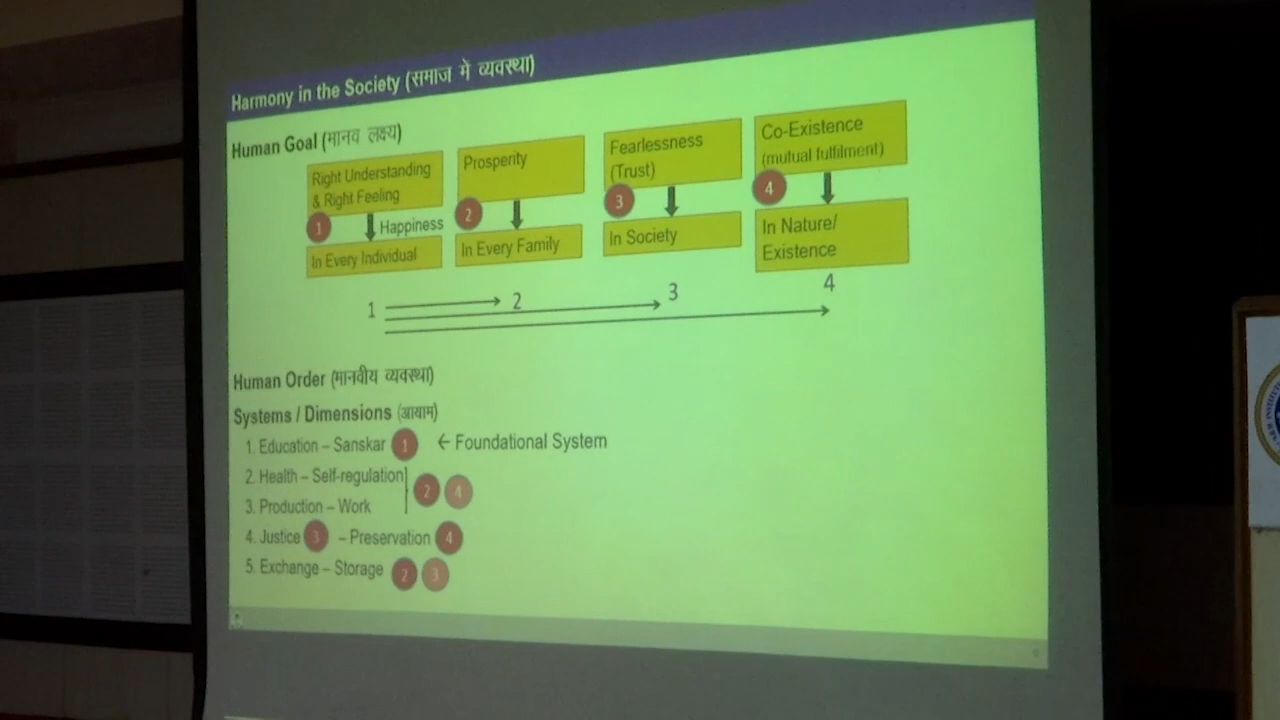 Harmony in the Society (समाज में व्यवस्था)
Human Goal (मानव लक्ष्य)
Right Understanding
& Right Feeling
1
Happiness
In Every Individual
Prosperity
2
In Every Family
Fearlessness
(Trust)
3
In Society
Co-Existence
(mutual fulfilment)
4
In Nature/
Existence
1 2 3 4
Human Order (मानवीय व्यवस्था)
Systems / Dimensions (आयाम)
1. Education – Sanskar 1 ← Foundational System
2. Health – Self-regulation
3. Production – Work
2 4
4. Justice 3 – Preservation 4
5. Exchange – Storage 2 3